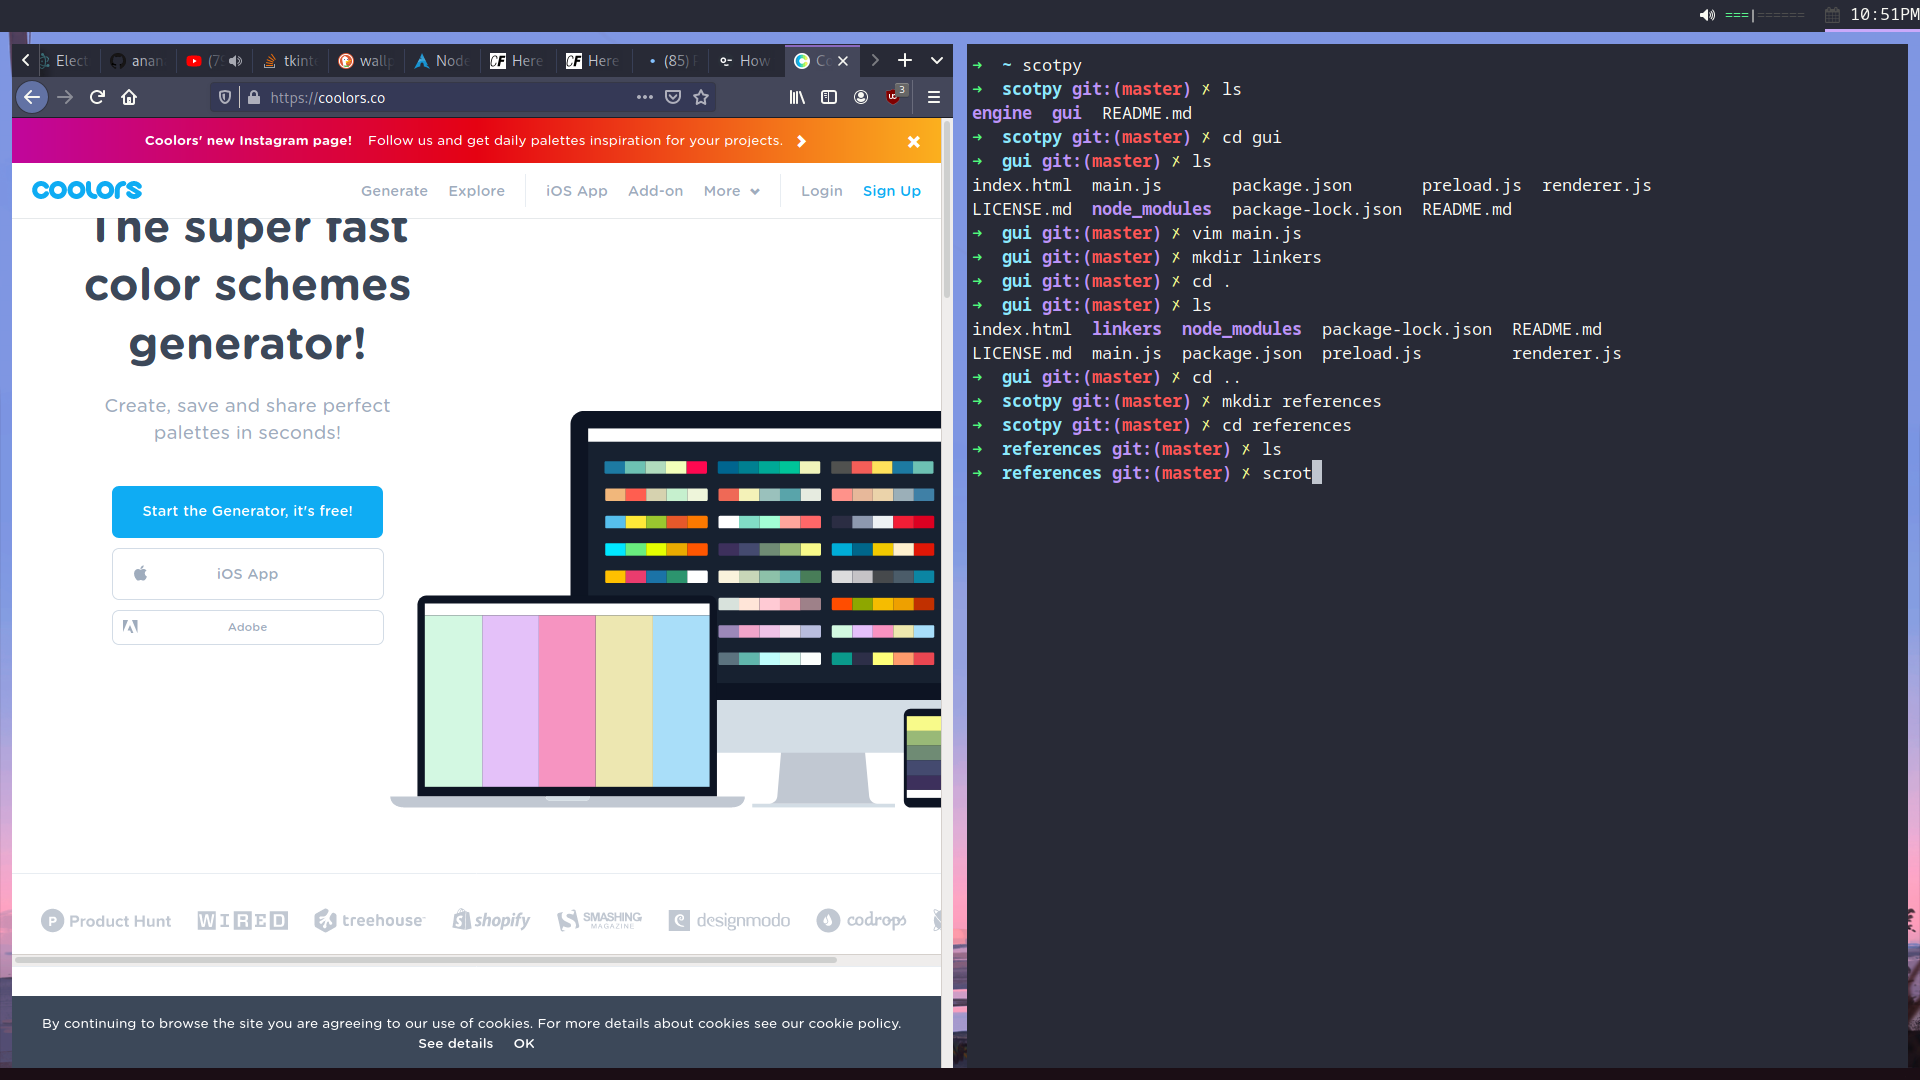 10:51PM
Elect
anan
(7
tkint
wallp
Node
Here
Here
(85)
How
Co
https://coolors.co
3
Coolors' new Instagram page! Follow us and get daily palettes inspiration for your projects.
coolors
Generate
Explore
iOS App
Add-on
More
Login
Sign Up
The super fast
color schemes
generator!
Create, save and share perfect
palettes in seconds!
Start the Generator, it's free!
iOS App
Adobe
Product Hunt
WIRED
treehouse
shopify
SMASHING
MAGAZINE
designmodo
codrops
By continuing to browse the site you are agreeing to our use of cookies. For more details about cookies see our cookie policy.
See details OK
➜ ~ scotpy
➜ scotpy git:(master) ✗ ls
engine gui README.md
➜ scotpy git:(master) ✗ cd gui
➜ gui git:(master) ✗ ls
index.html main.js package.json preload.js renderer.js
LICENSE.md node_modules package-lock.json README.md
➜ gui git:(master) ✗ vim main.js
➜ gui git:(master) ✗ mkdir linkers
➜ gui git:(master) ✗ cd .
➜ gui git:(master) ✗ ls
index.html linkers node_modules package-lock.json README.md
LICENSE.md main.js package.json preload.js renderer.js
➜ gui git:(master) ✗ cd ..
➜ scotpy git:(master) ✗ mkdir references
➜ scotpy git:(master) ✗ cd references
➜ references git:(master) ✗ ls
➜ references git:(master) ✗ scrot